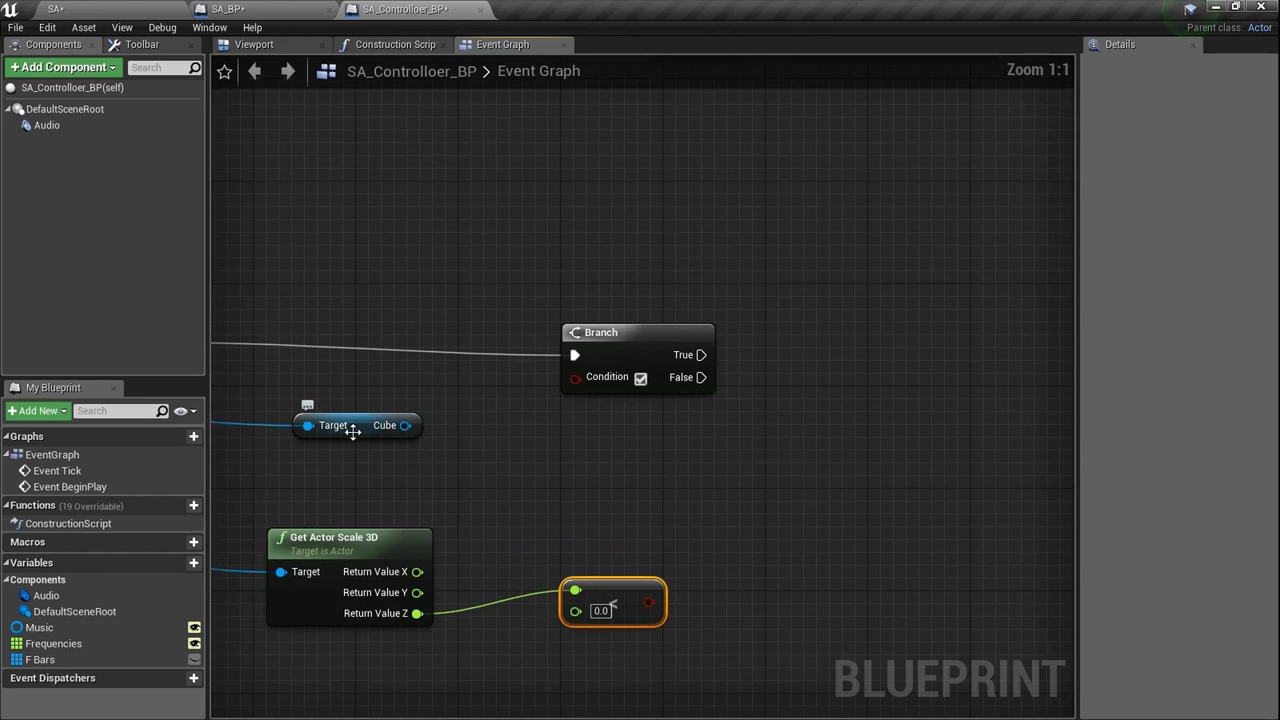 SA*
SA_BP*
SA_Controlloer_BP*
File Edit Asset View Debug Window Help
Parent class: Actor
Components
Toolbar
Viewport
Construction Scrip
Event Graph
Details
+Add Component
Search
SA_Controlloer_BP > Event Graph
Zoom 1:1
SA_Controlloer_BP(self)
DefaultSceneRoot
Audio
Branch
True
Condition
False
Target
Cube
My Blueprint
+Add New
Search
Graphs
EventGraph
Event Tick
Event BeginPlay
Functions (19 Overridable)
ConstructionScript
Macros
Variables
Components
Audio
DefaultSceneRoot
Music
Frequencies
F Bars
Event Dispatchers
f Get Actor Scale 3D
Target is Actor
Target
Return Value X
Return Value Y
Return Value Z
<
0.0
BLUEPRINT